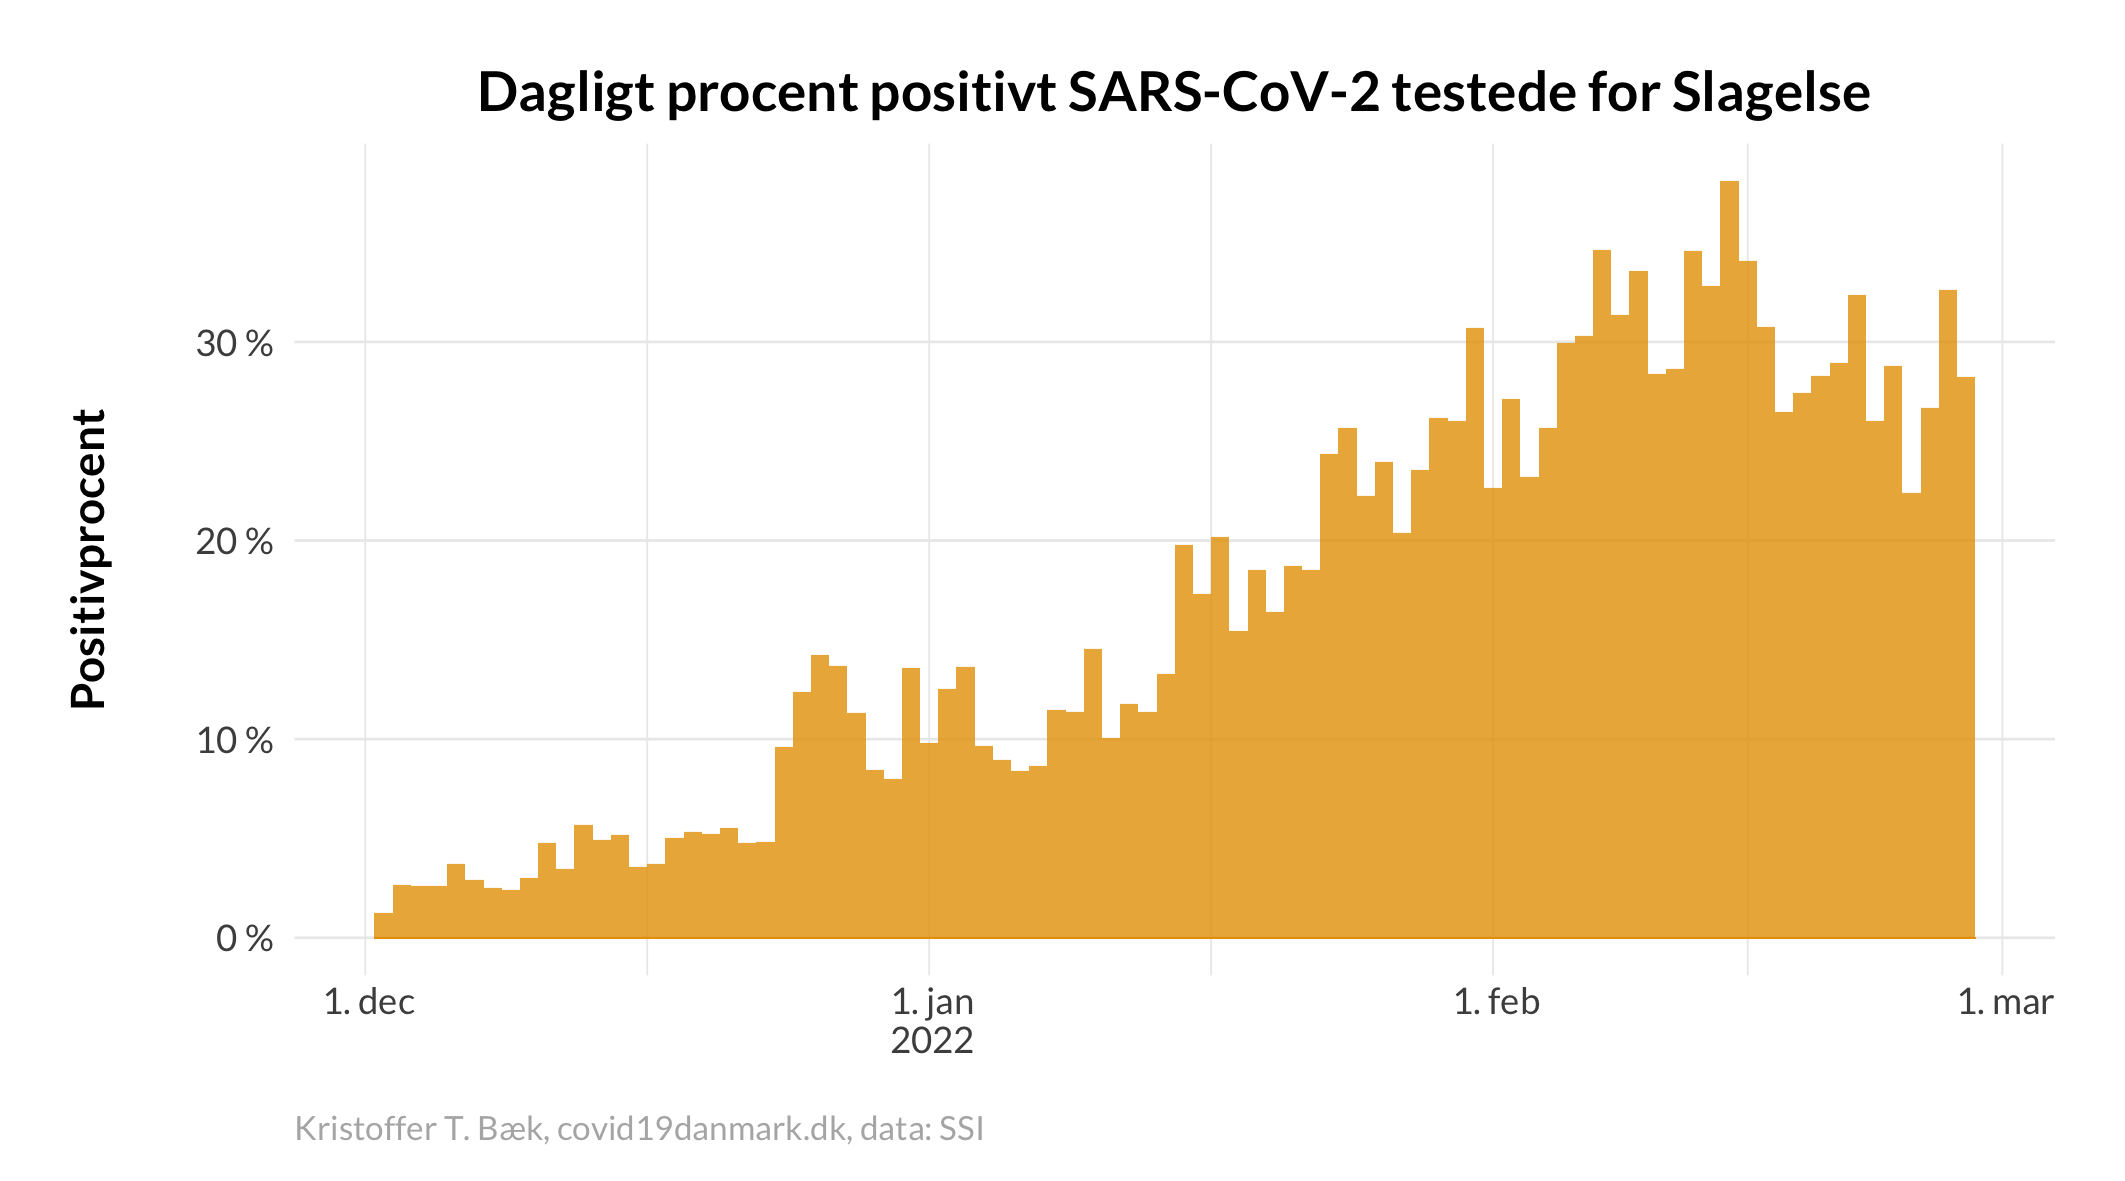 Dagligt procent positivt SARS-CoV-2 testede for Slagelse
Positivprocent
30 %
20 %
10 %
0 %
1. dec
1. jan
2022
1. feb
1. mar
Kristoffer T. Bæk, covid19danmark.dk, data: SSI